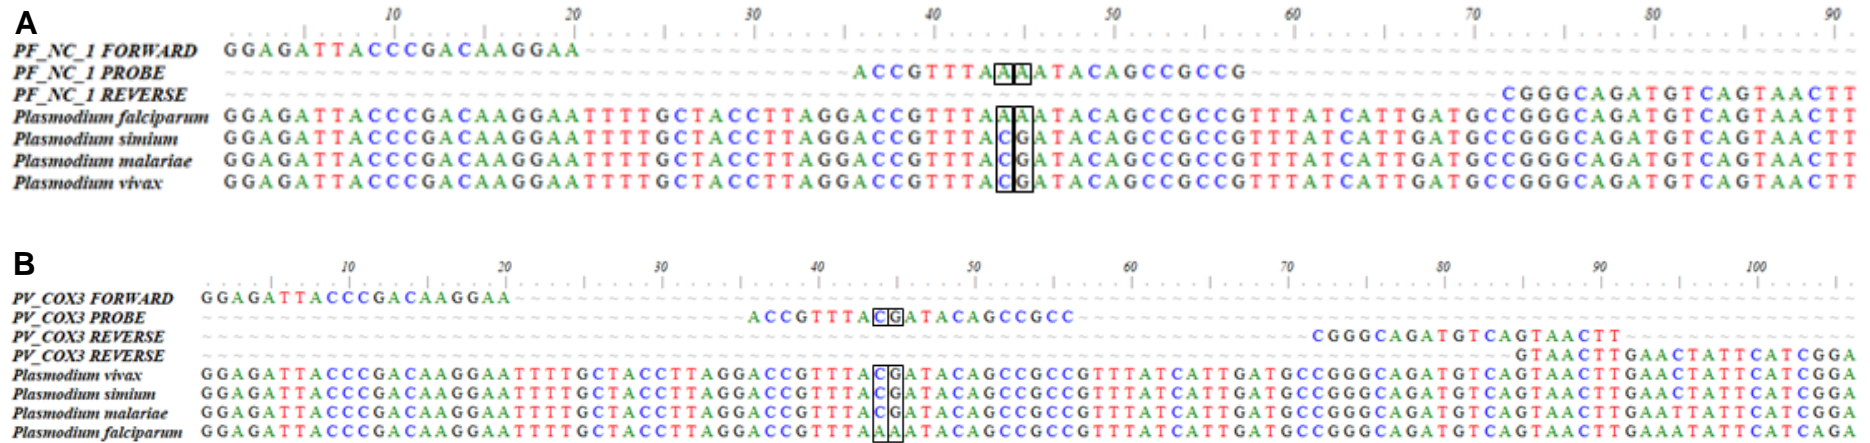 A
10 20 30 40 50 60 70 80 90
PF_NC_1 FORWARD GGAGATTACCCGACAAGGAA
PF_NC_1 PROBE ACCGTTTAAAATACAGCCGCCG
PF_NC_1 REVERSE CGGGCAGATGTCAGTAACTT
Plasmodium falciparum GGAGATTACCCGACAAGGAATTTTGCTACCTTAGGACCGTTTAAAATACAGCCGCCGTTTATCATTGATGCCGGGCAGATGTCAGTAACTT
Plasmodium simium GGAGATTACCCGACAAGGAATTTTGCTACCTTAGGACCGTTTACGATACAGCCGCCGTTTATCATTGATGCCGGGCAGATGTCAGTAACTT
Plasmodium malariae GGAGATTACCCGACAAGGAATTTTGCTACCTTAGGACCGTTTACGATACAGCCGCCGTTTATCATTGATGCCGGGCAGATGTCAGTAACTT
Plasmodium vivax GGAGATTACCCGACAAGGAATTTTGCTACCTTAGGACCGTTTACGATACAGCCGCCGTTTATCATTGATGCCGGGCAGATGTCAGTAACTT
B
10 20 30 40 50 60 70 80 90 100
PV_COX3 FORWARD GGAGATTACCCGACAAGGAA
PV_COX3 PROBE ACCGTTTACGATACAGCCGCC
PV_COX3 REVERSE CGGGCAGATGTCAGTAACTT
PV_COX3 REVERSE GTAACTTGAACTATTCATCGGA
Plasmodium vivax GGAGATTACCCGACAAGGAATTTTGCTACCTTAGGACCGTTTACGATACAGCCGCCGTTTATCATTGATGCCGGGCAGATGTCAGTAACTTGAACTATTCATCGGA
Plasmodium simium GGAGATTACCCGACAAGGAATTTTGCTACCTTAGGACCGTTTACGATACAGCCGCCGTTTATCATTGATGCCGGGCAGATGTCAGTAACTTGAACTATTCATCGGA
Plasmodium malariae GGAGATTACCCGACAAGGAATTTTGCTACCTTAGGACCGTTTACGATACAGCCGCCGTTTATCATTGATGCCGGGCAGATGTCAGTAACTTGAATTATTCATCGGA
Plasmodium falciparum GGAGATTACCCGACAAGGAATTTTGCTACCTTAGGACCGTTTAAAATACAGCCGCCGTTTATCATTGATGCCGGGCAGATGTCAGTAACTTGAAATATTCATCAGA